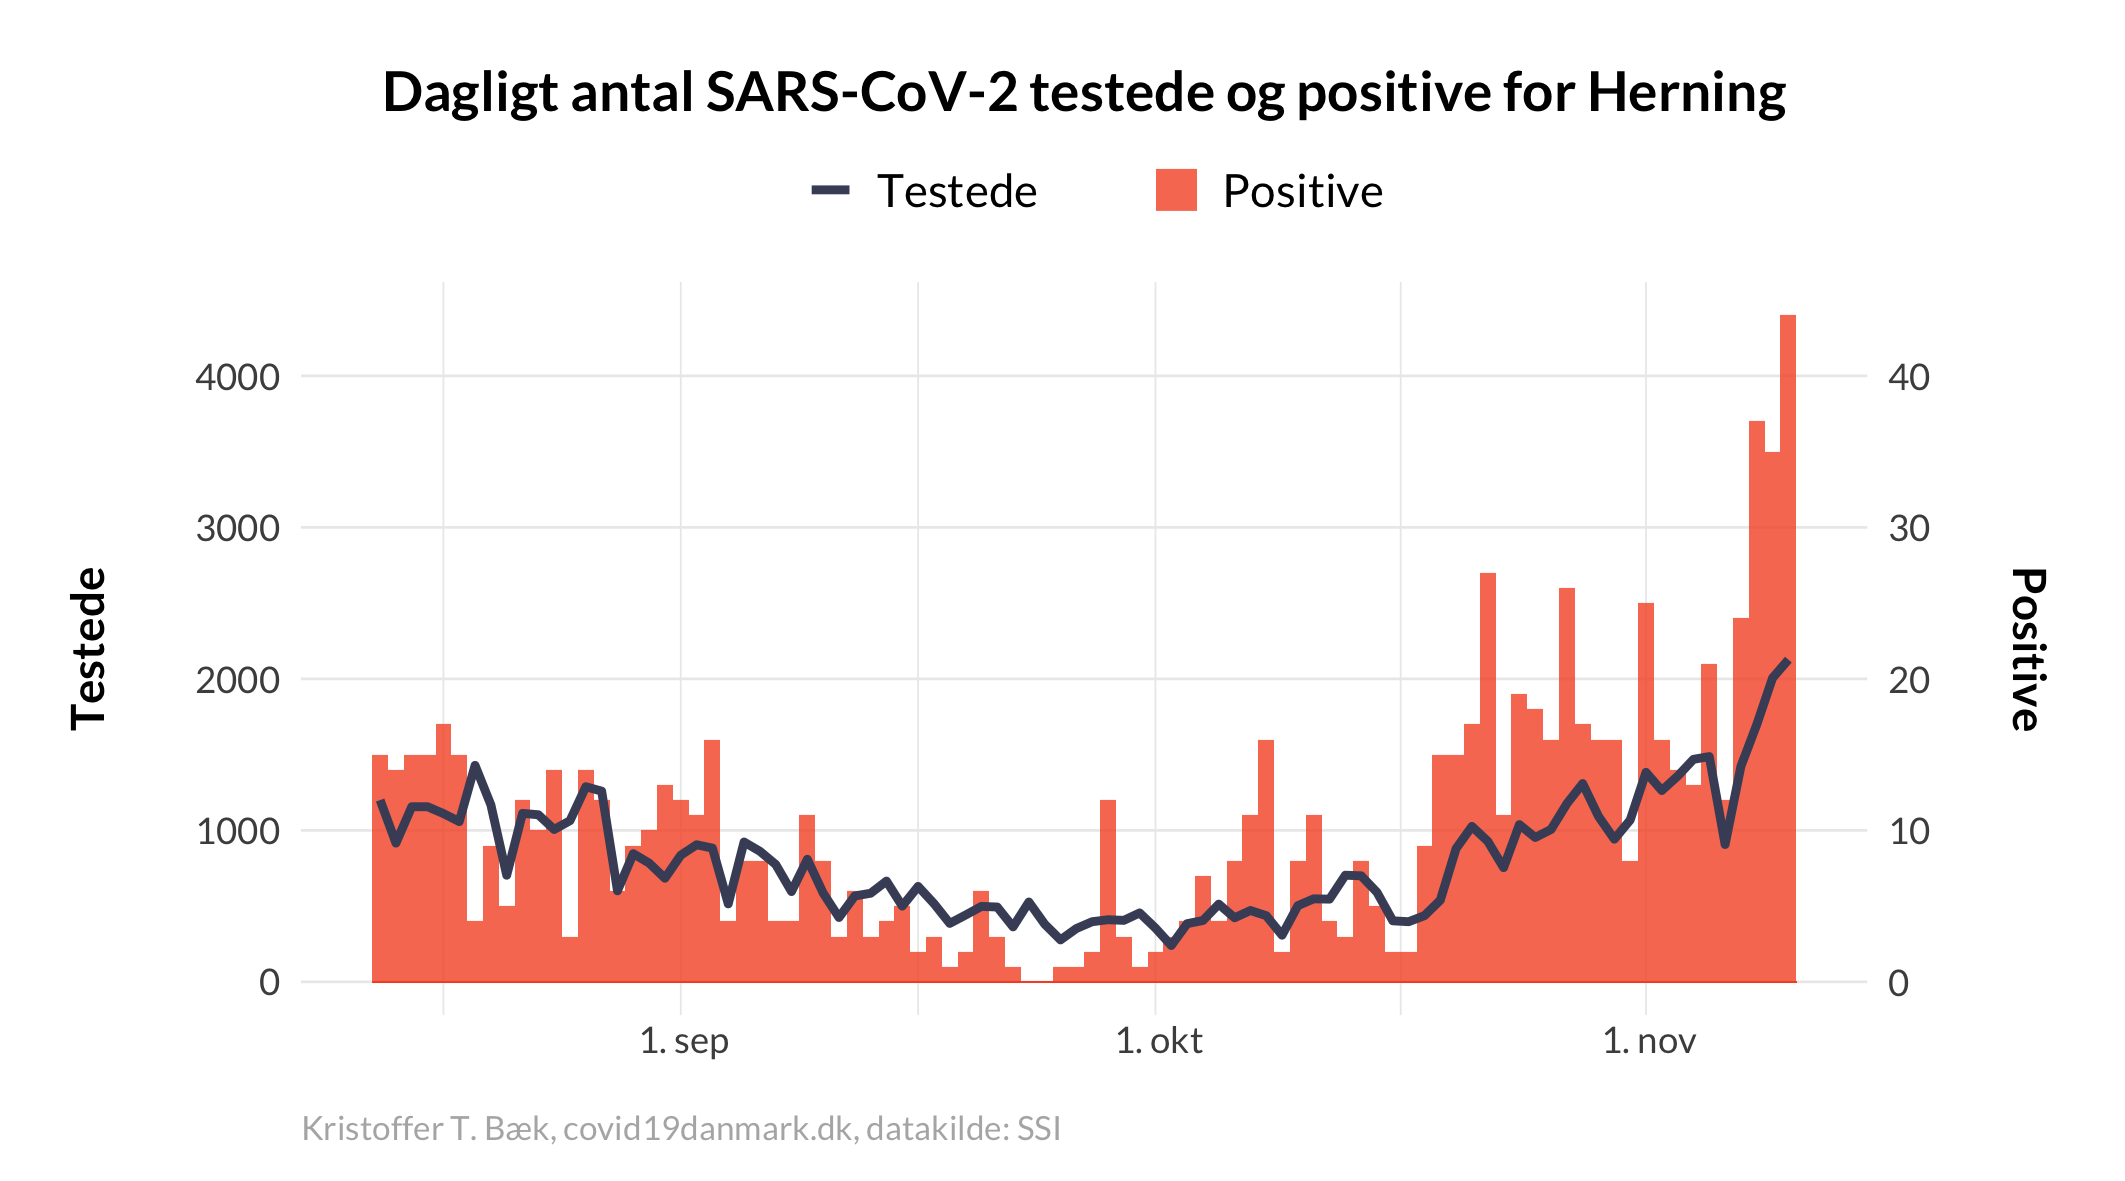 Dagligt antal SARS-CoV-2 testede og positive for Herning
Testede
Positive
4000
3000
2000
1000
0
Testede
40
30
20
10
0
Positive
1. sep
1. okt
1. nov
Kristoffer T. Bæk, covid19danmark.dk, datakilde: SSI